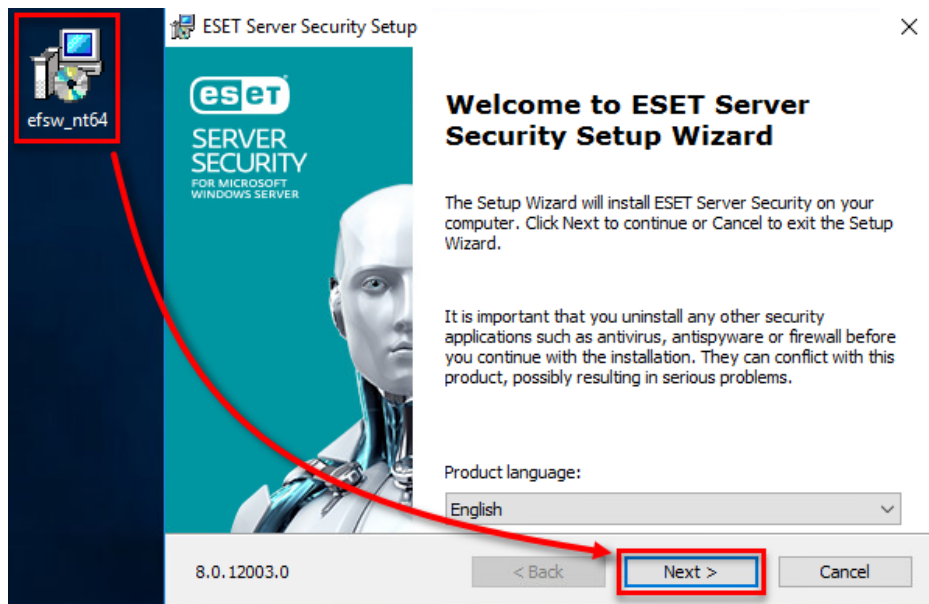 efsw_nt64
ESET Server Security Setup
eseT
SERVER
SECURITY
FOR MICROSOFT
WINDOWS SERVER
Welcome to ESET Server
Security Setup Wizard
The Setup Wizard will install ESET Server Security on your
computer. Click Next to continue or Cancel to exit the Setup
Wizard.
It is important that you uninstall any other security
applications such as antivirus, antispyware or firewall before
you continue with the installation. They can conflict with this
product, possibly resulting in serious problems.
Product language:
English
8.0.12003.0
< Back
Next >
Cancel